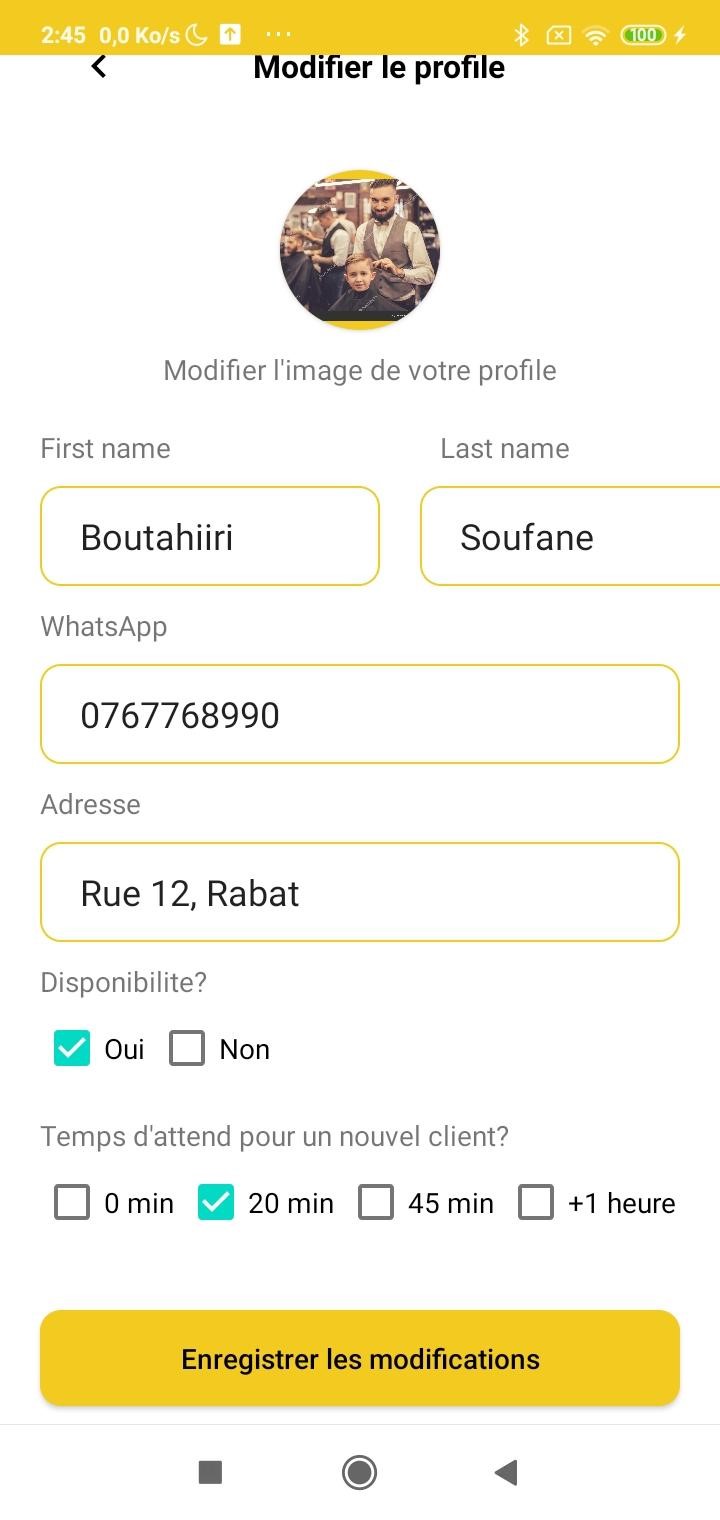 2:45 0,0 Ko/s ... 100
Modifier le profile
Modifier l'image de votre profile
First name Last name
Boutahiiri Soufane
WhatsApp
0767768990
Adresse
Rue 12, Rabat
Disponibilite?
Oui Non
Temps d'attend pour un nouvel client?
0 min 20 min 45 min +1 heure
Enregistrer les modifications